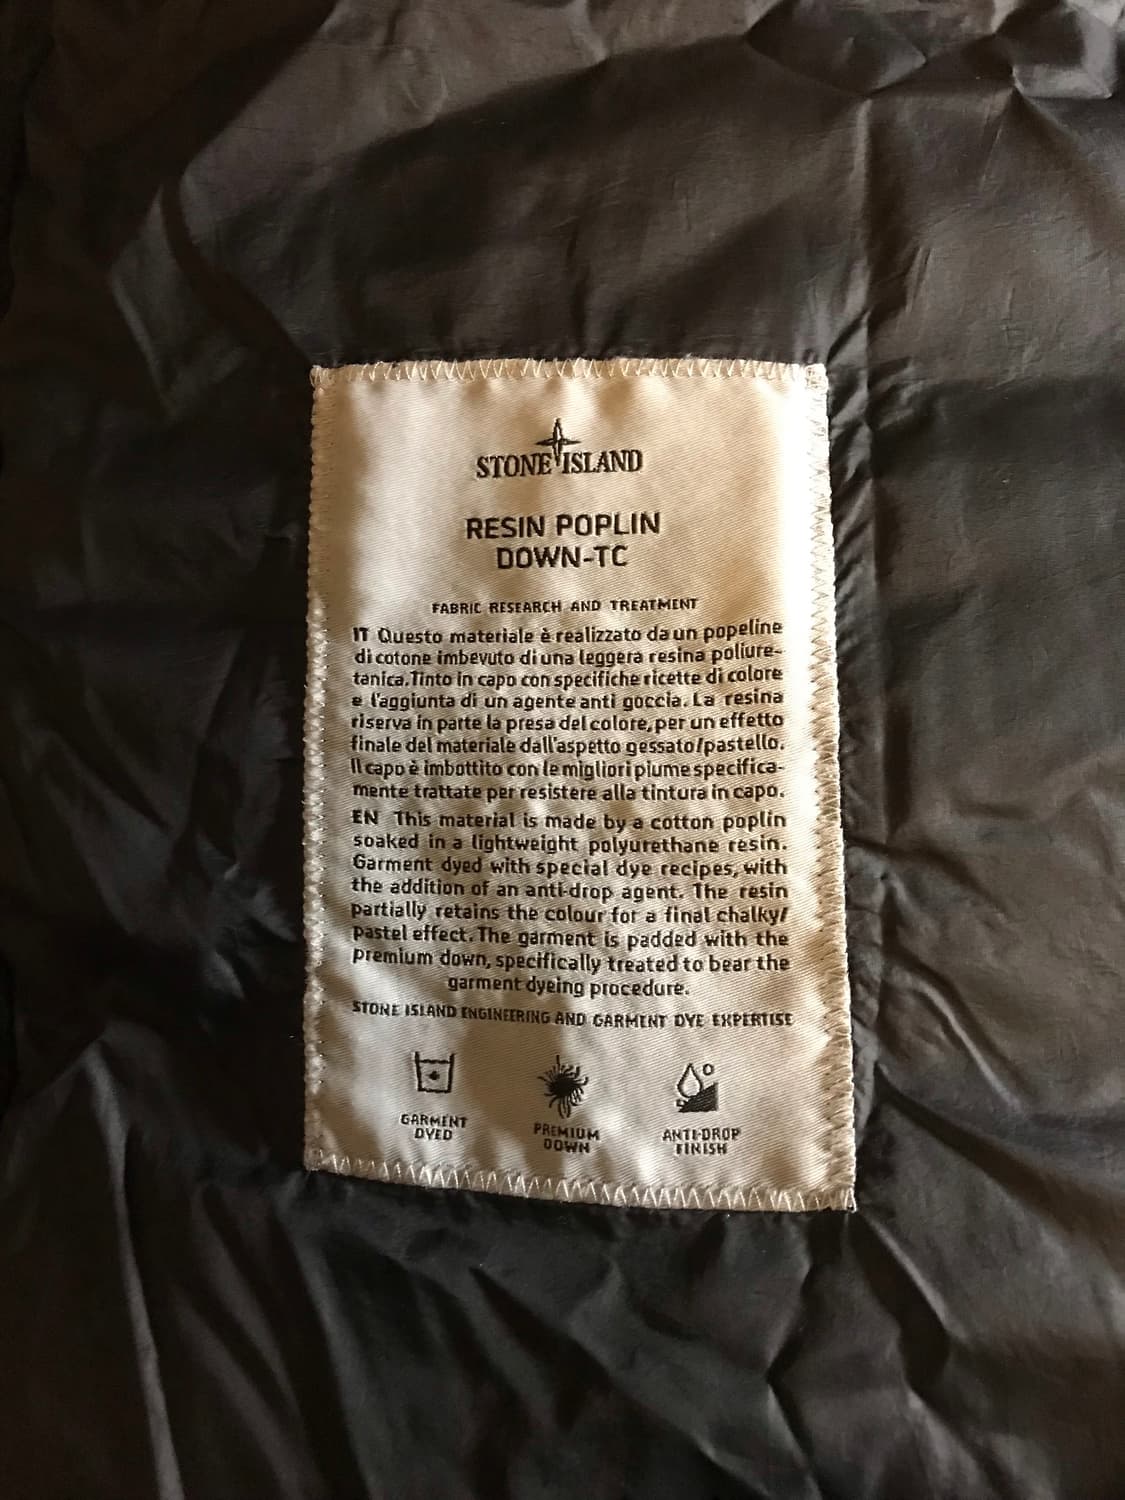 STONE ISLAND
RESIN POPLIN
DOWN-TC
FABRIC RESEARCH AND TREATMENT
IT Questo materiale è realizzato da un popeline
di cotone imbevuto di una leggera resina poliure-
tanica. Tinto in capo con specifiche ricette di colore
e l'aggiunta di un agente anti goccia. La resina
riserva in parte la presa del colore, per un effetto
finale del materiale dall'aspetto gessato/pastello.
Il capo è imbottito con le migliori piume specifica-
mente trattate per resistere alla tintura in capo.
EN This material is made by a cotton poplin
soaked in a lightweight polyurethane resin.
Garment dyed with special dye recipes, with
the addition of an anti-drop agent. The resin
partially retains the colour for a final chalky/
pastel effect. The garment is padded with the
premium down, specifically treated to bear the
garment dyeing procedure.
STONE ISLAND ENGINEERING AND GARMENT DYE EXPERTISE
GARMENT
DYED
PREMIUM
DOWN
ANTI-DROP
FINISH